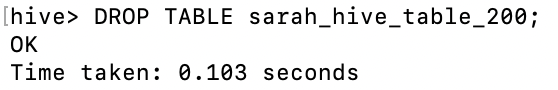 [hive> DROP TABLE sarah_hive_table_200;
OK
Time taken: 0.103 seconds